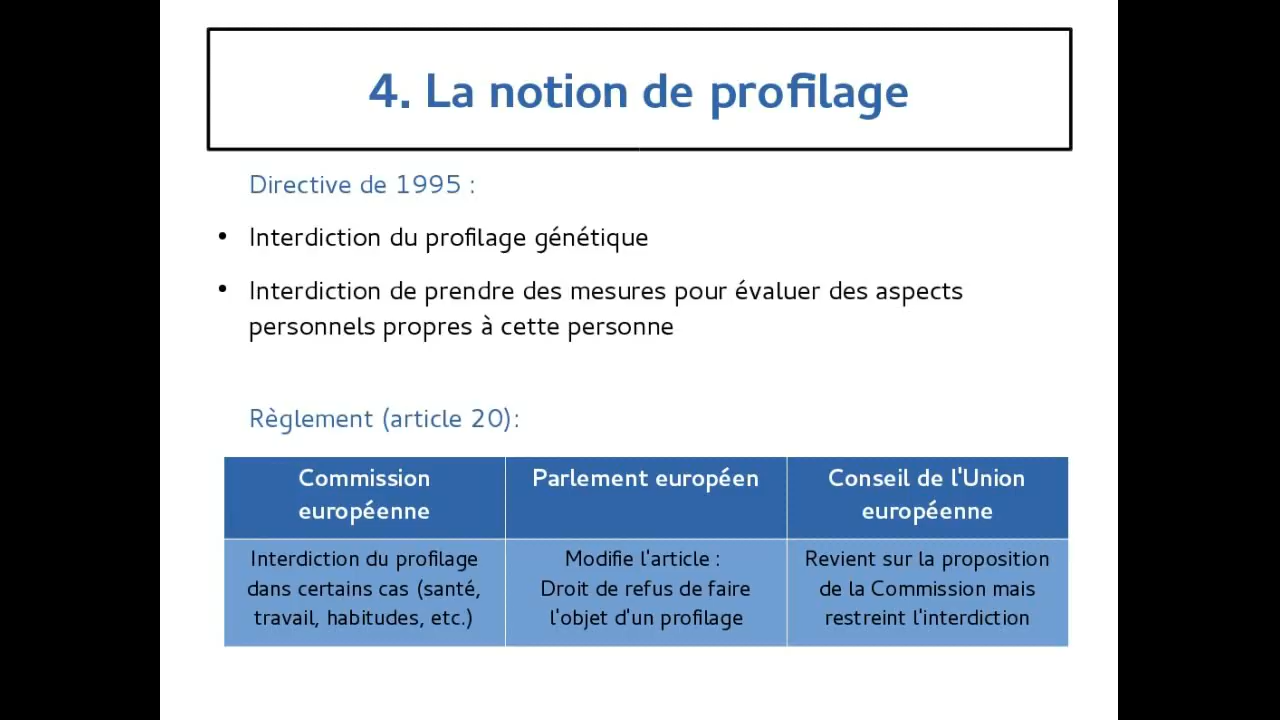 4. La notion de profilage
Directive de 1995 :
• Interdiction du profilage génétique
• Interdiction de prendre des mesures pour évaluer des aspects
personnels propres à cette personne
Règlement (article 20):
Commission
européenne
Parlement européen
Conseil de l'Union
européenne
Interdiction du profilage
dans certains cas (santé,
travail, habitudes, etc.)
Modifie l'article :
Droit de refus de faire
l'objet d'un profilage
Revient sur la proposition
de la Commission mais
restreint l'interdiction